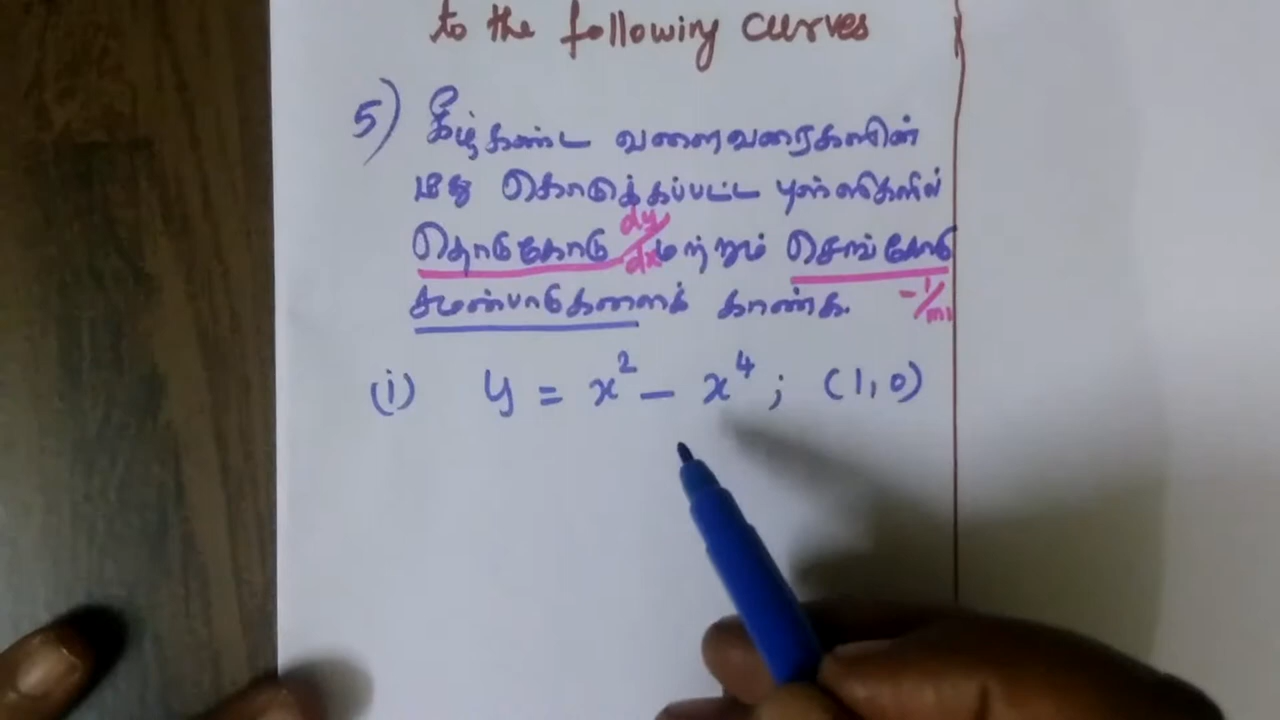 to the following curves
5) கீழ்கண்ட வளைவரைகளின்
மீது கொடுக்கப்பட்ட புள்ளிகளில்
தொடுகோடு dy/dx மற்றும் செங்கோடு
சமன்பாடுகளைக் காண்க. -1/m₁
(i) y = x² - x⁴ ; (1,0)